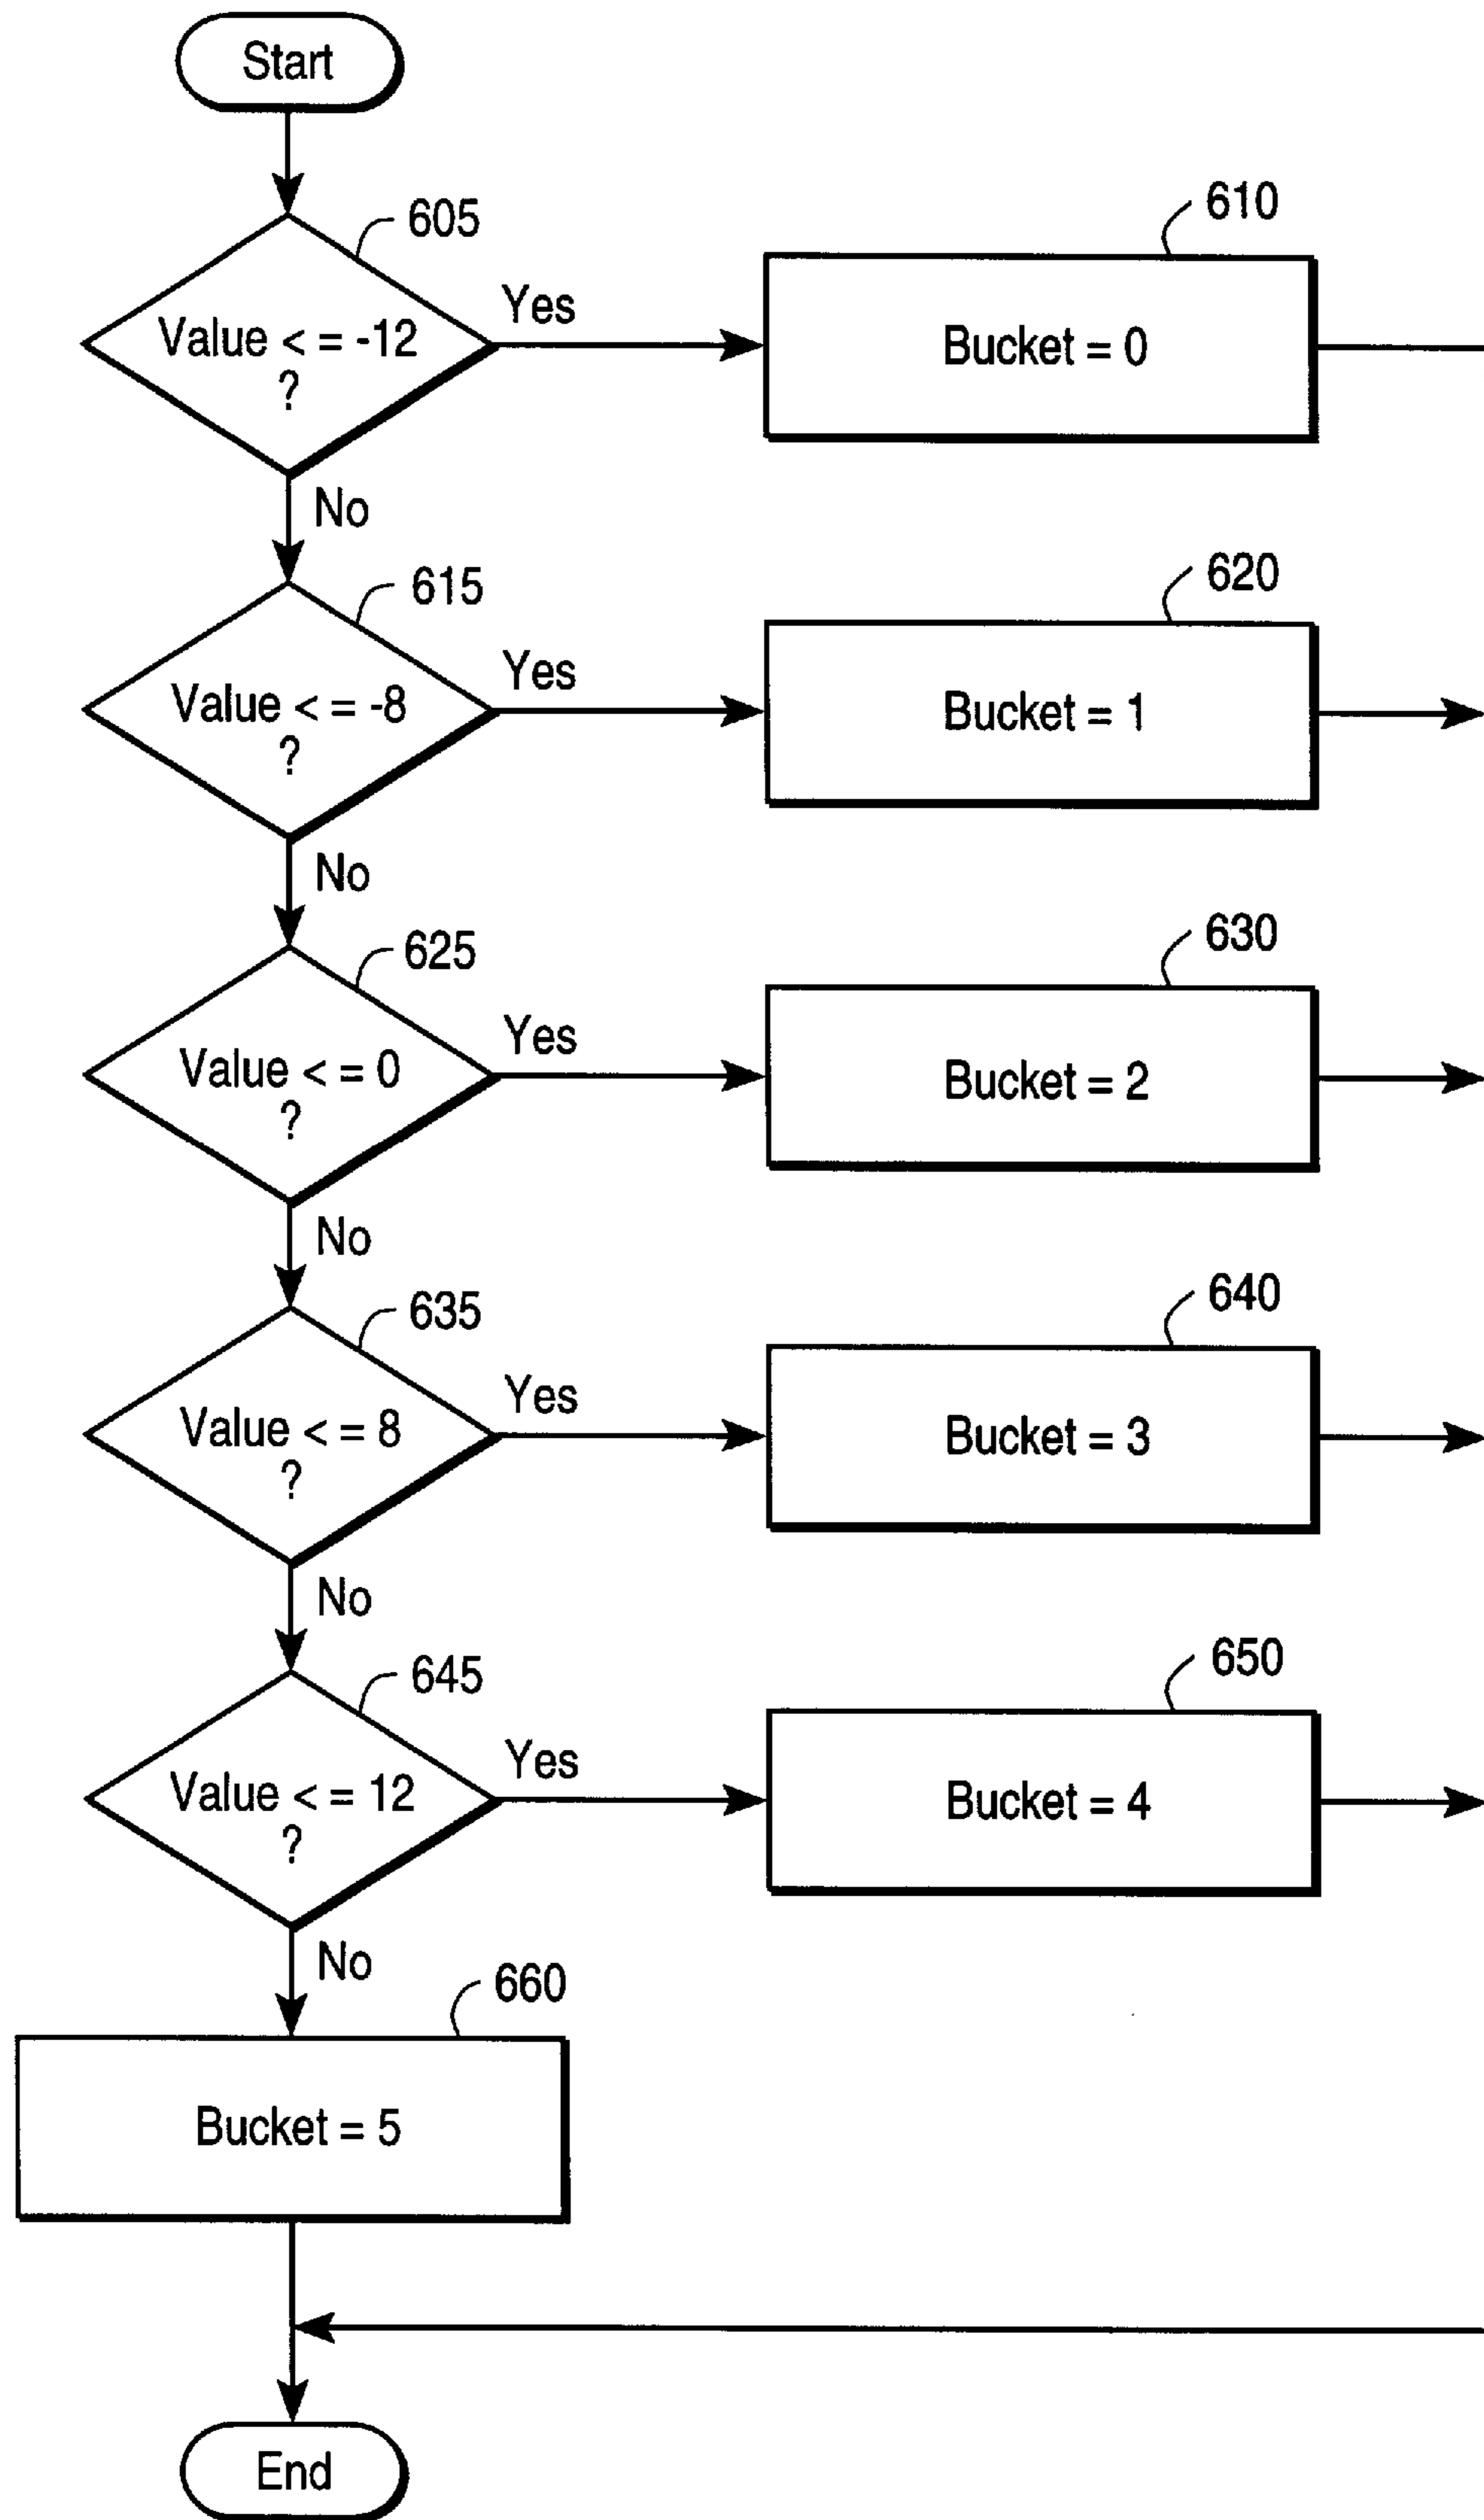 Start
605
Value < = -12
?
Yes
610
Bucket = 0
No
615
Value < = -8
?
Yes
620
Bucket = 1
No
625
Value < = 0
?
Yes
630
Bucket = 2
No
635
Value < = 8
?
Yes
640
Bucket = 3
No
645
Value < = 12
?
Yes
650
Bucket = 4
No
660
Bucket = 5
End